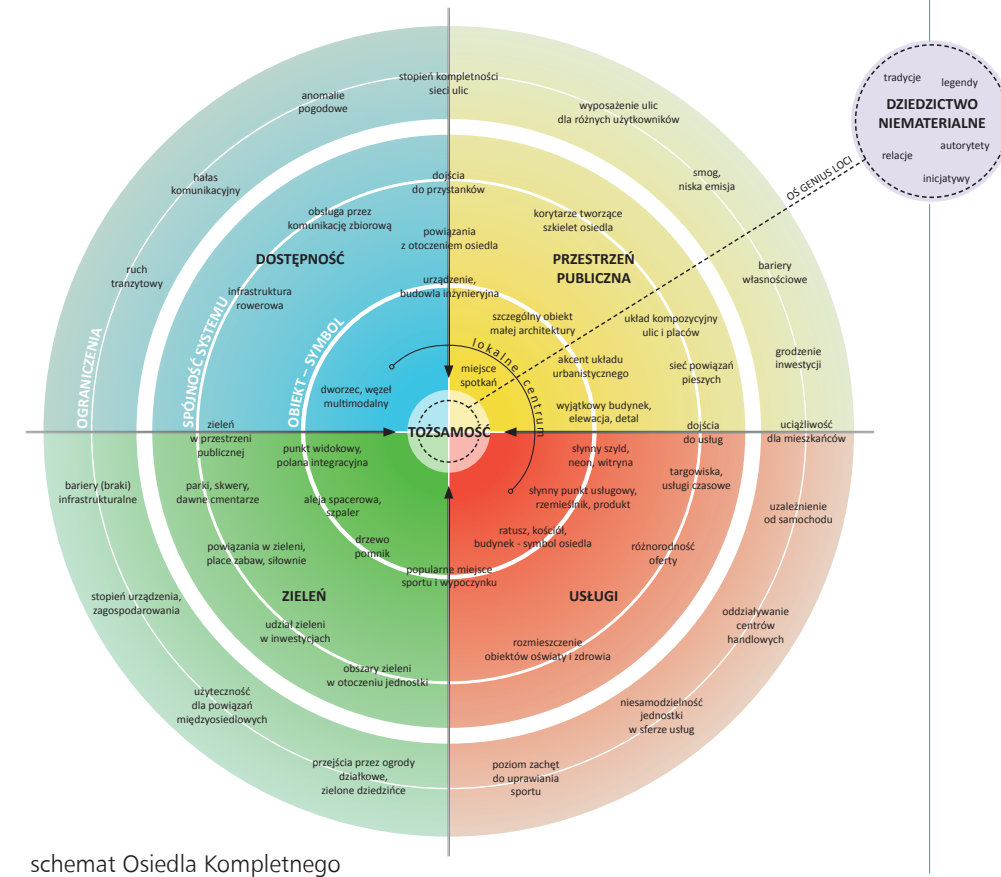 stopień kompletności
sieci ulic
anomalie
pogodowe
wyposażenie ulic
dla różnych użytkowników
hałas
komunikacyjny
smog,
niska emisja
ruch
tranzytowy
bariery
własnościowe
grodzenie
inwestycji
OGRANICZENIA
tradycje
legendy
DZIEDZICTWO
NIEMATERIALNE
autorytety
relacje
inicjatywy
OŚ GENIUS LOCI
dojścia
do przystanków
obsługa przez
komunikację zbiorową
korytarze tworzące
szkielet osiedla
powiązania
z otoczeniem osiedla
DOSTĘPNOŚĆ
PRZESTRZEŃ
PUBLICZNA
infrastruktura
rowerowa
urządzenie,
budowla inżynieryjna
układ kompozycyjny
ulic i placów
sieć powiązań
pieszych
SPÓJNOŚĆ SYSTEMU
OBIEKT – SYMBOL
szczególny obiekt
małej architektury
lokalne centrum
miejsce
spotkań
akcent układu
urbanistycznego
dworzec, węzeł
multimodalny
wyjątkowy budynek,
elewacja, detal
TOŻSAMOŚĆ
zieleń
w przestrzeni
publicznej
dojścia
do usług
uciążliwość
dla mieszkańców
punkt widokowy,
polana integracyjna
słynny szyld,
neon, witryna
bariery (braki)
infrastrukturalne
parki, skwery,
dawne cmentarze
aleja spacerowa,
szpaler
słynny punkt usługowy,
rzemieślnik, produkt
targowiska,
usługi czasowe
uzależnienie
od samochodu
drzewo
pomnik
ratusz, kościół,
budynek - symbol osiedla
powiązania w zieleni,
place zabaw, siłownie
różnorodność
oferty
popularne miejsce
sportu i wypoczynku
ZIELEŃ
USŁUGI
stopień urządzenia,
zagospodarowania
oddziaływanie
centrów
handlowych
udział zieleni
w inwestycjach
rozmieszczenie
obiektów oświaty i zdrowia
obszary zieleni
w otoczeniu jednostki
użyteczność
dla powiązań
międzyosiedlowych
niesamodzielność
jednostki
w sferze usług
przejścia przez ogrody
działkowe,
zielone dziedzińce
poziom zachęt
do uprawiania
sportu
schemat Osiedla Kompletnego